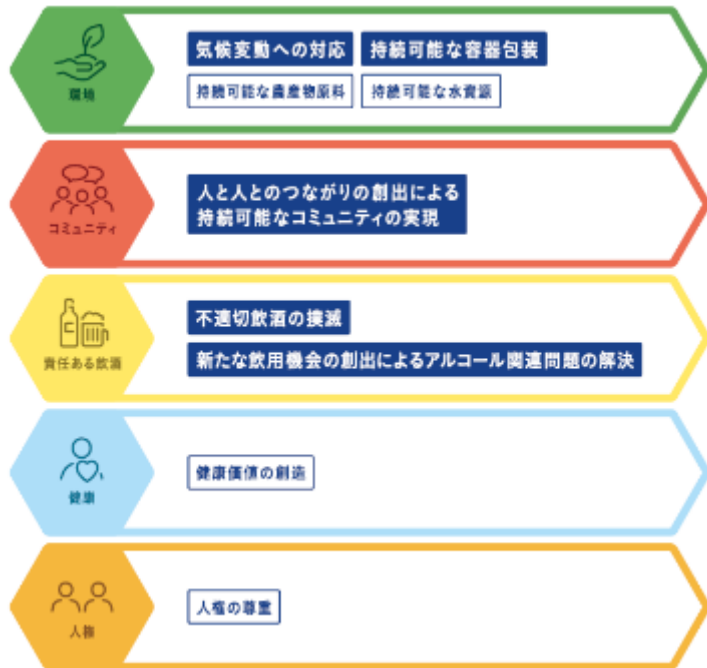 環境
気候変動への対応 持続可能な容器包装
持続可能な農産物原料 持続可能な水資源
コミュニティ
人と人とのつながりの創出による
持続可能なコミュニティの実現
責任ある飲酒
不適切飲酒の撲滅
新たな飲用機会の創出によるアルコール関連問題の解決
健康
健康価値の創造
人権
人権の尊重